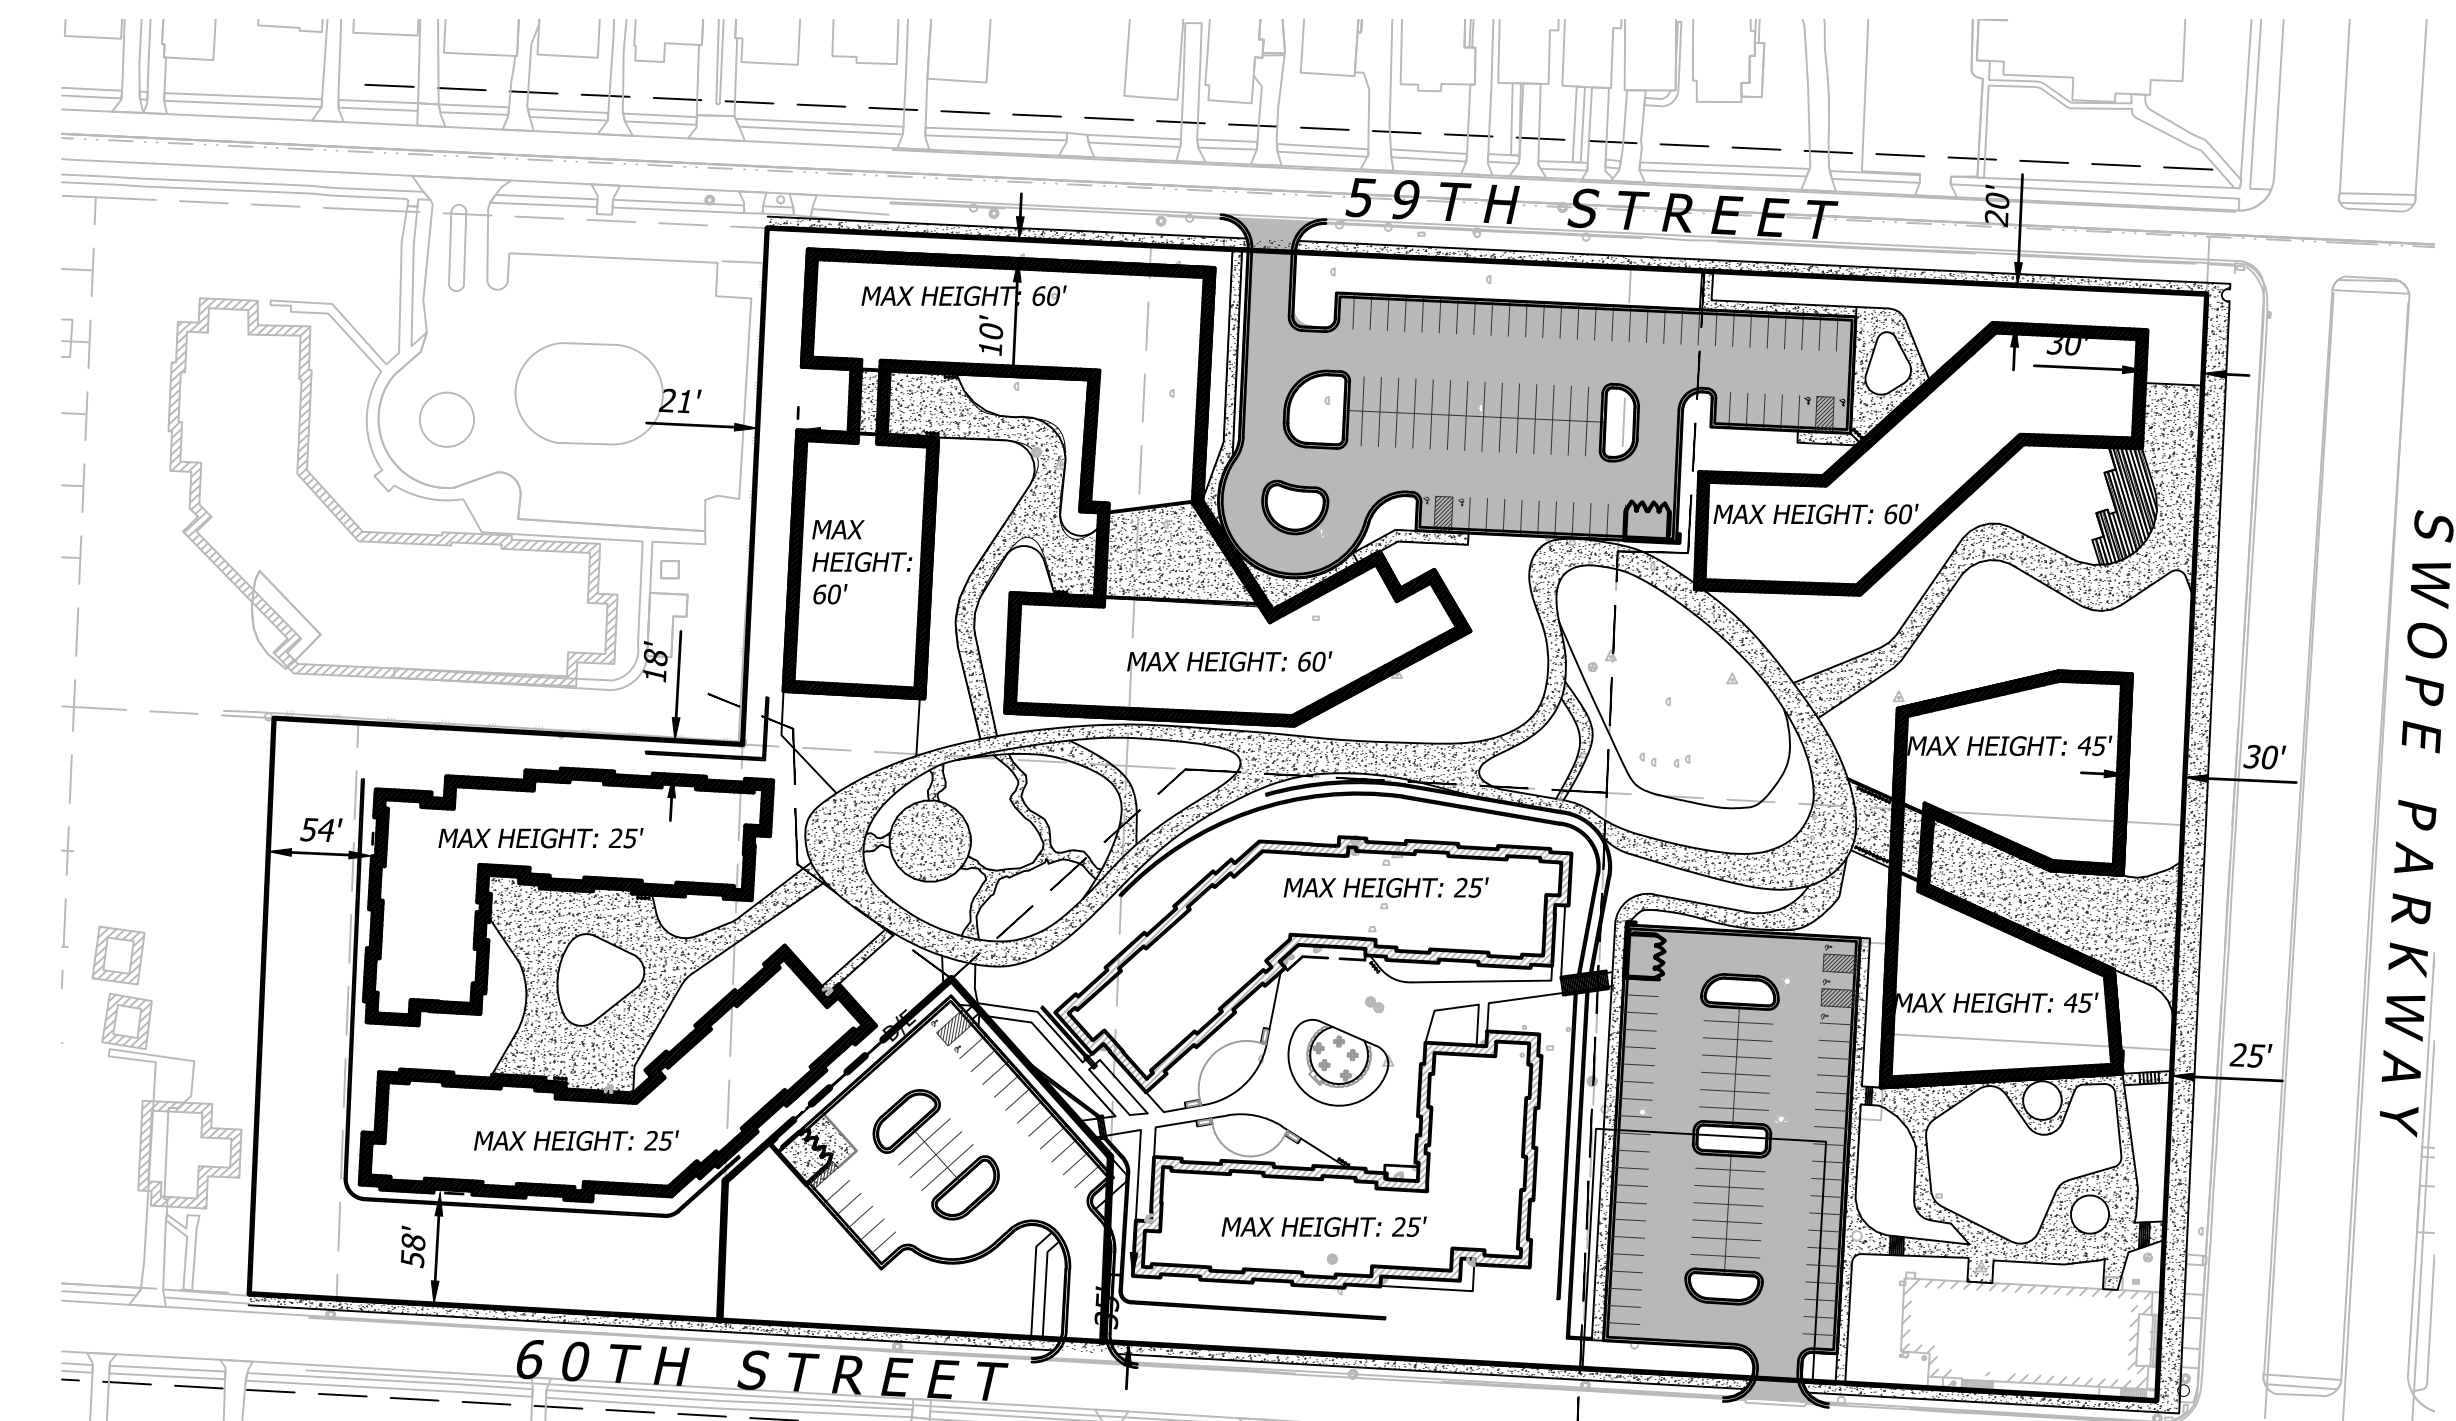 59TH STREET
20'
MAX HEIGHT: 60'
10'
30'
21'
MAX HEIGHT: 60'
MAX
HEIGHT:
60'
18'
MAX HEIGHT: 60'
MAX HEIGHT: 45'
30'
SWOPE PARKWAY
54'
MAX HEIGHT: 25'
MAX HEIGHT: 25'
MAX HEIGHT: 45'
25'
MAX HEIGHT: 25'
MAX HEIGHT: 25'
58'
35'
60TH STREET